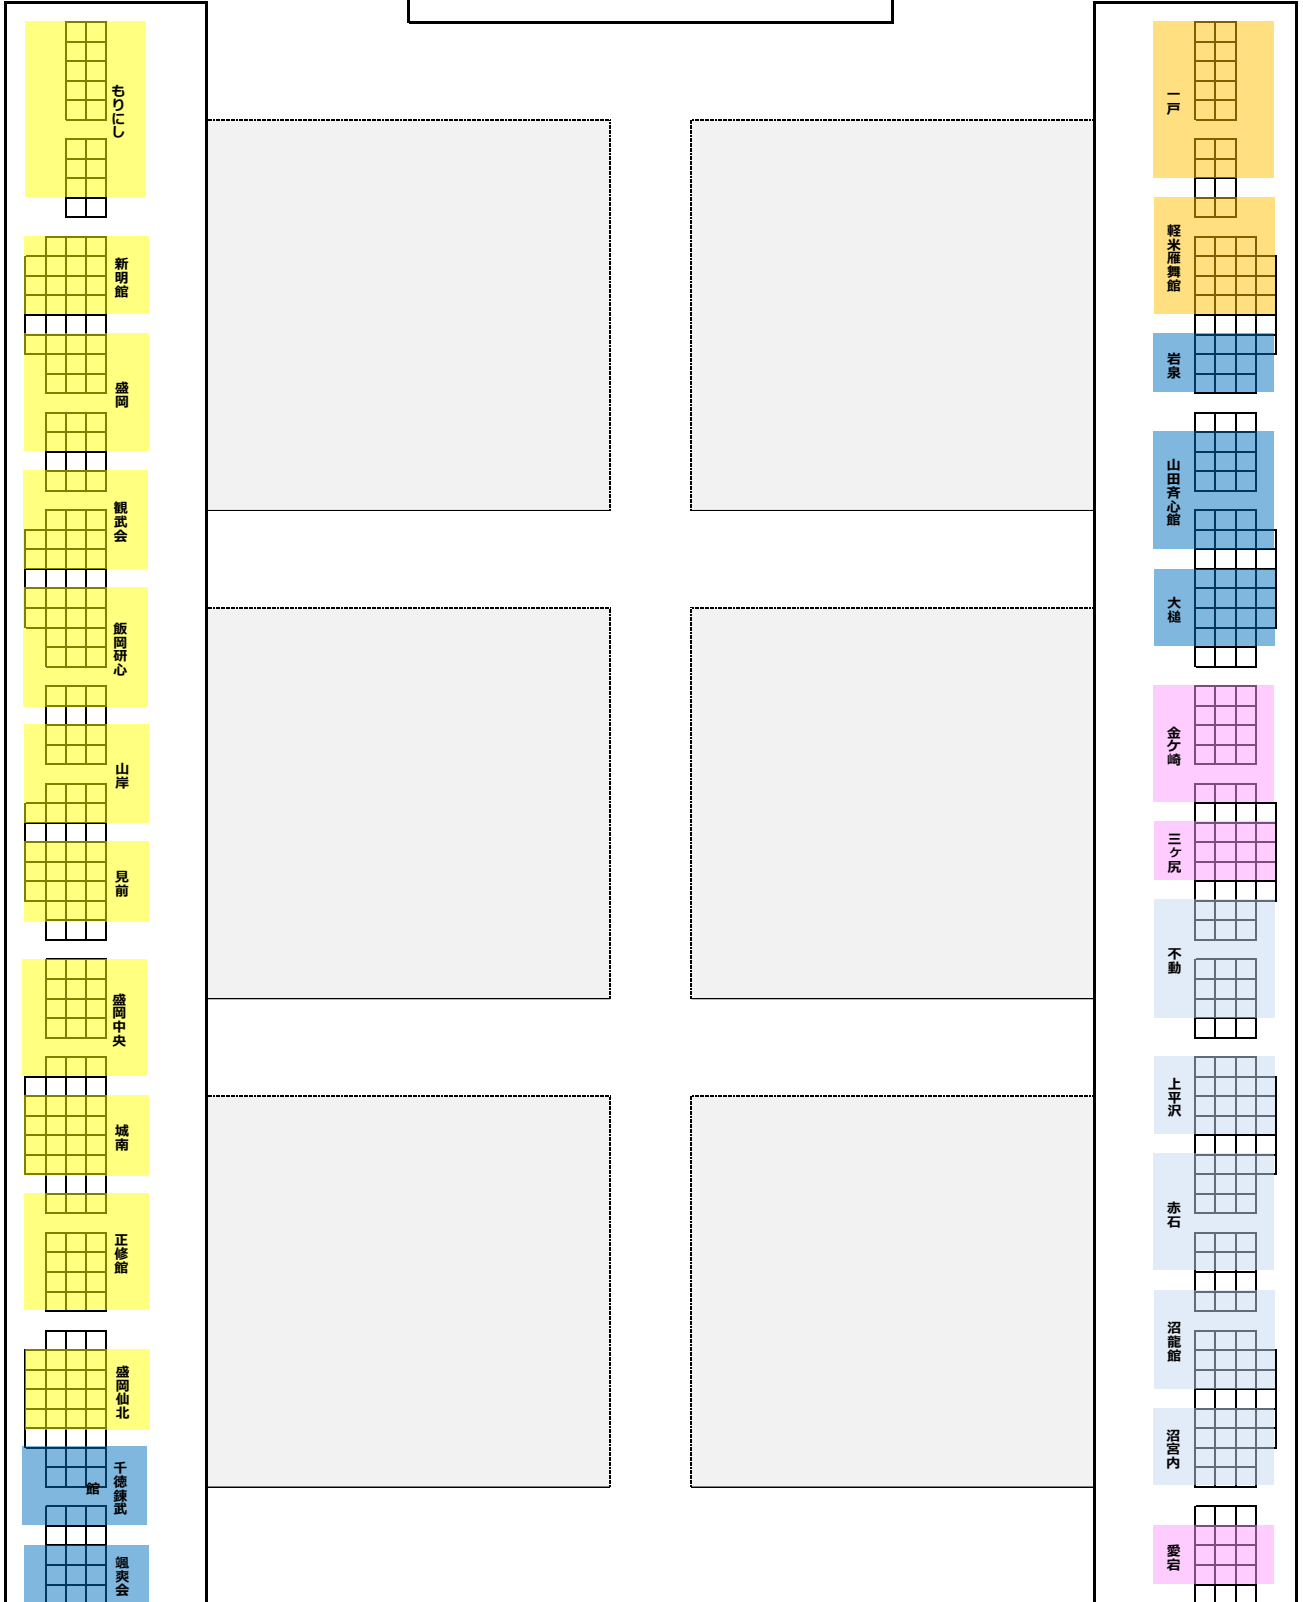 もりにし
新明館
盛岡
観武会
飯岡研心
山岸
見前
盛岡中央
城南
正修館
盛岡仙北
千徳錬武
館
颯爽会
一戸
軽米雁舞館
岩泉
山田斉心館
大槌
金ケ崎
三ヶ尻
不動
上平沢
赤石
沼龍館
沼宮内
愛宕